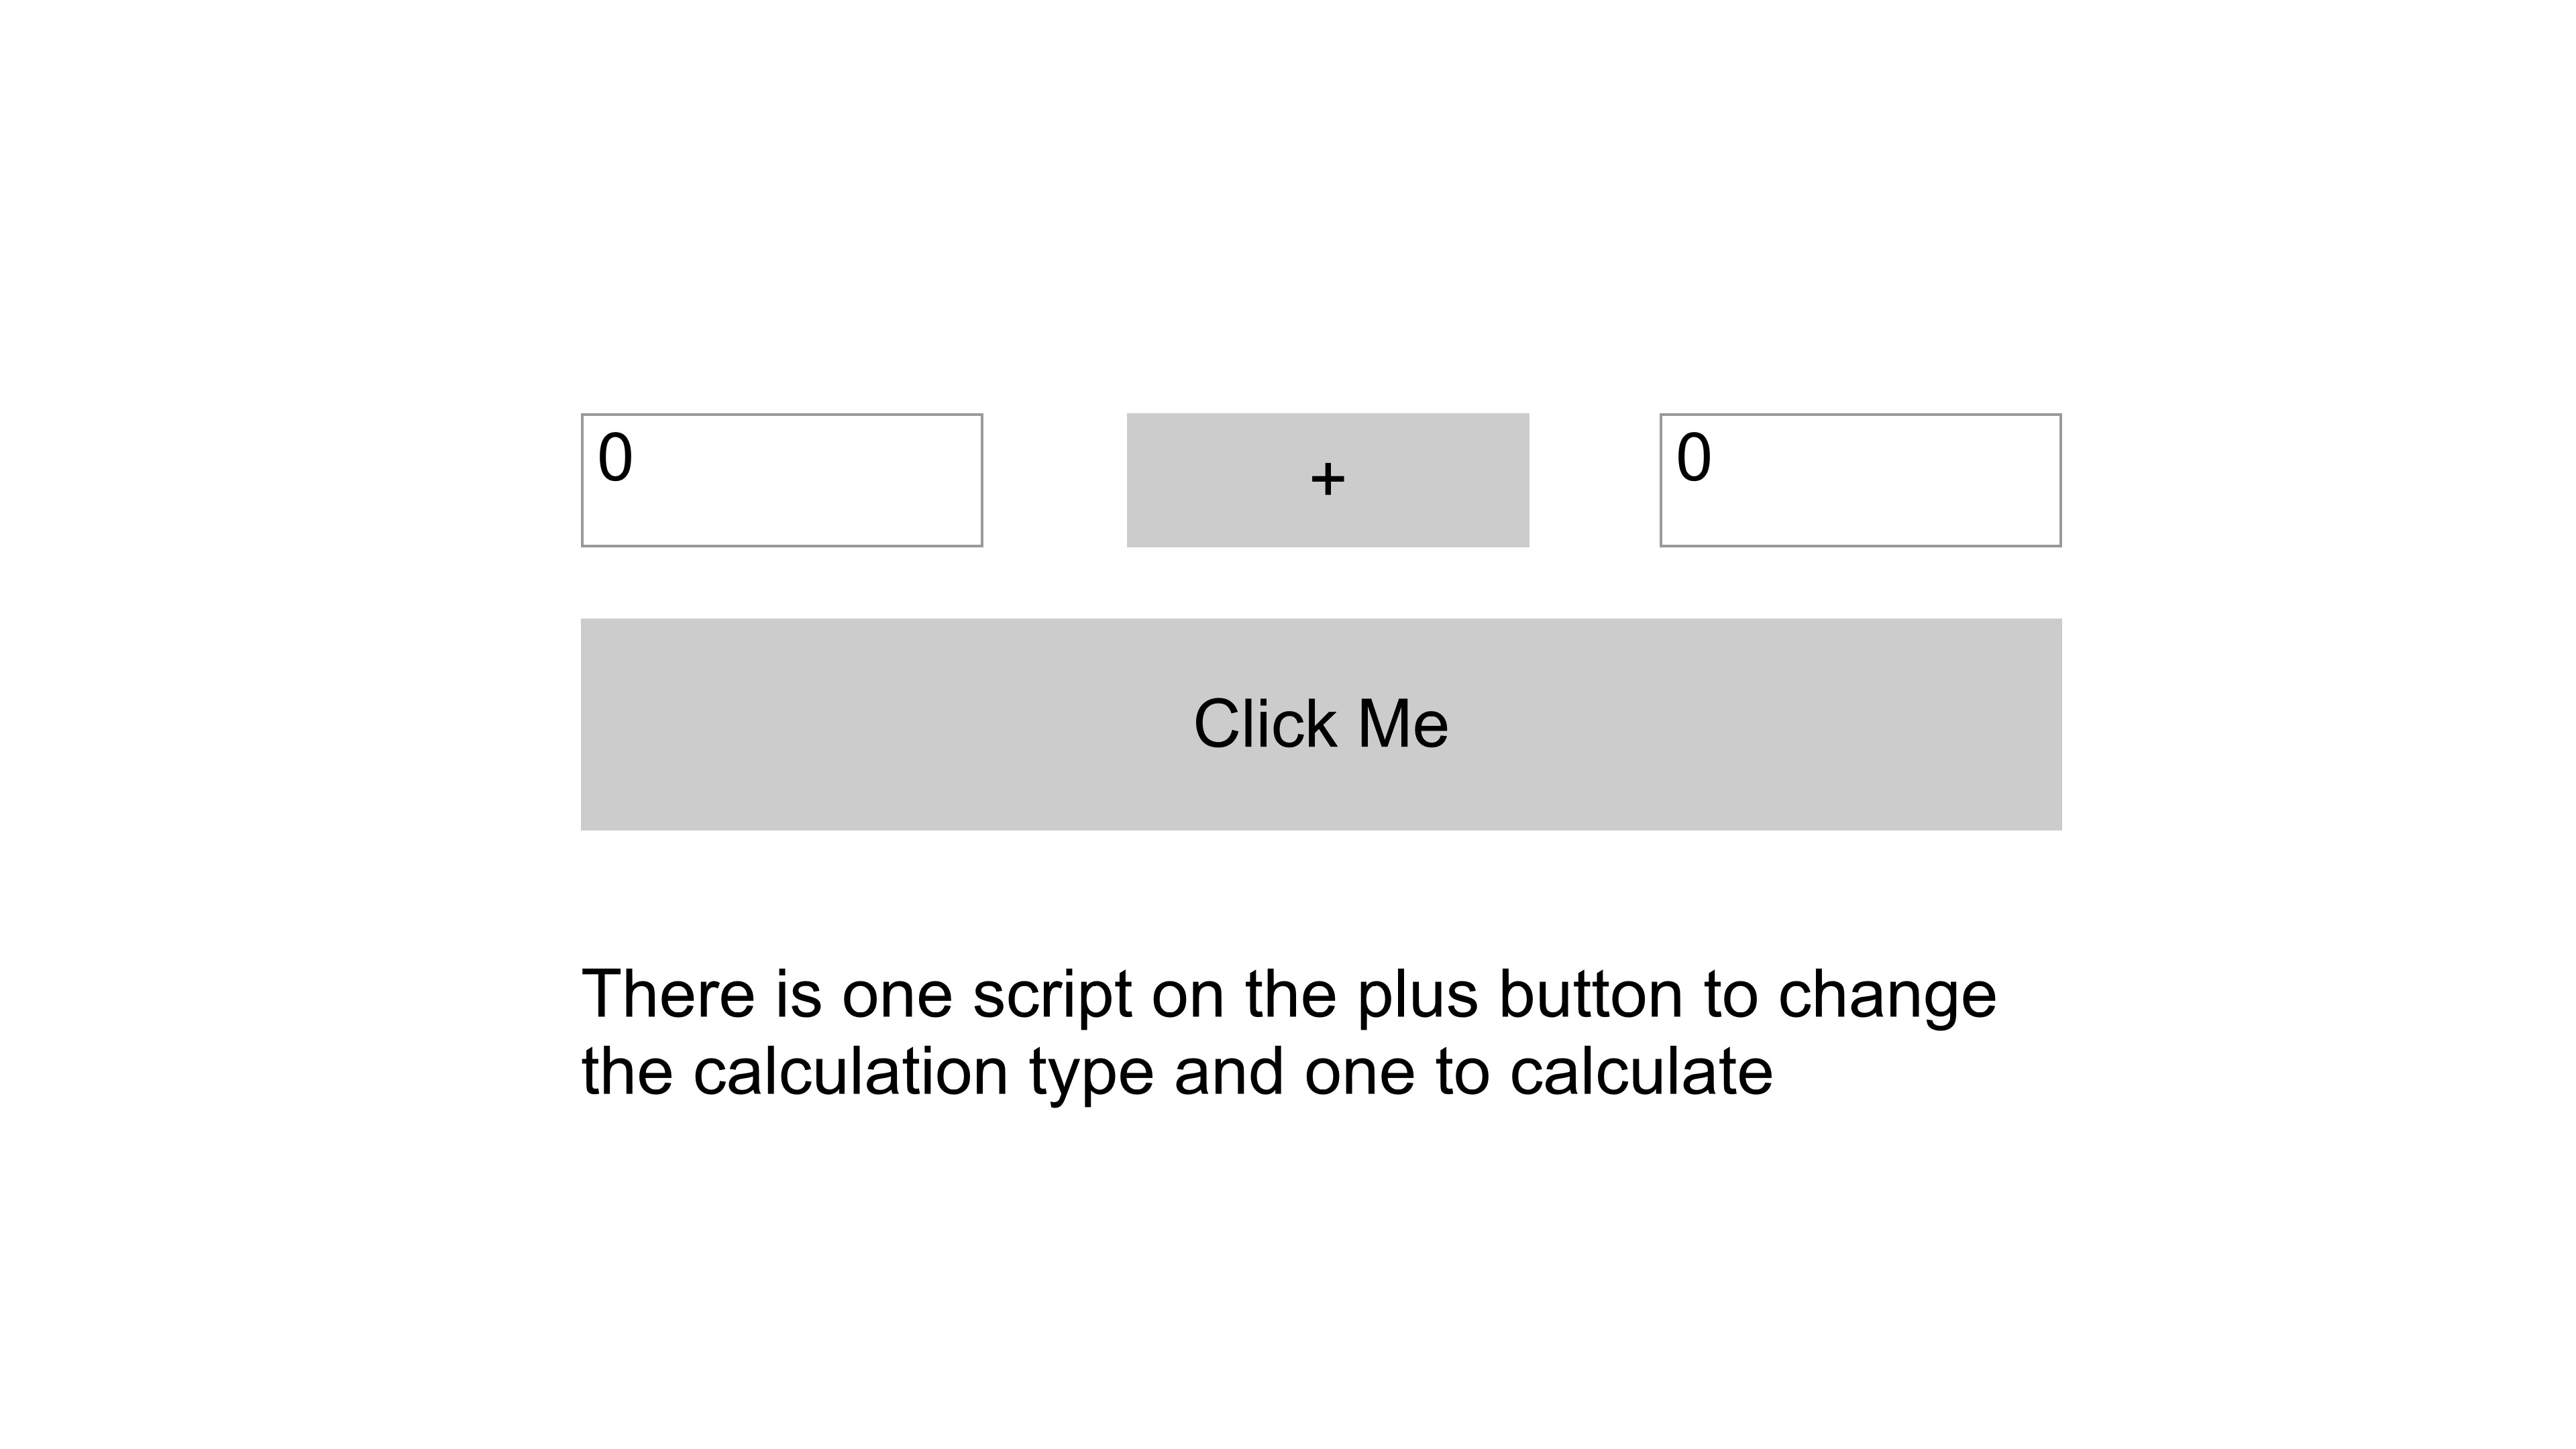 0 + 0
Click Me
There is one script on the plus button to change
the calculation type and one to calculate